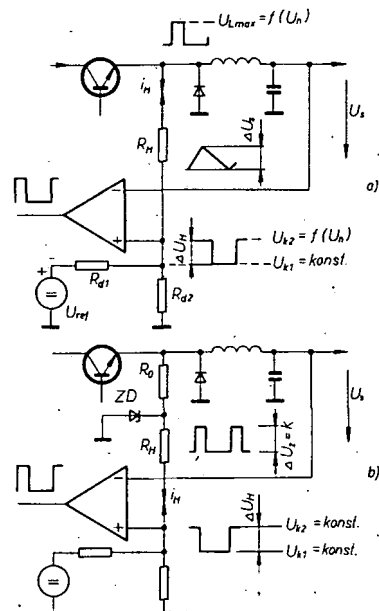 U_Lmax = f(U_n)
i_H
R_H
ΔU_s
U_s
a)
ΔU_H
U_k2 = f(U_n)
U_k1 = konst.
R_d1
+ -
U_ref
R_d2
-
+
R_0
ZD
U_s
R_H
ΔU_z = k
b)
i_H
ΔU_H
U_k2 = konst.
U_k1 = konst.
-
+